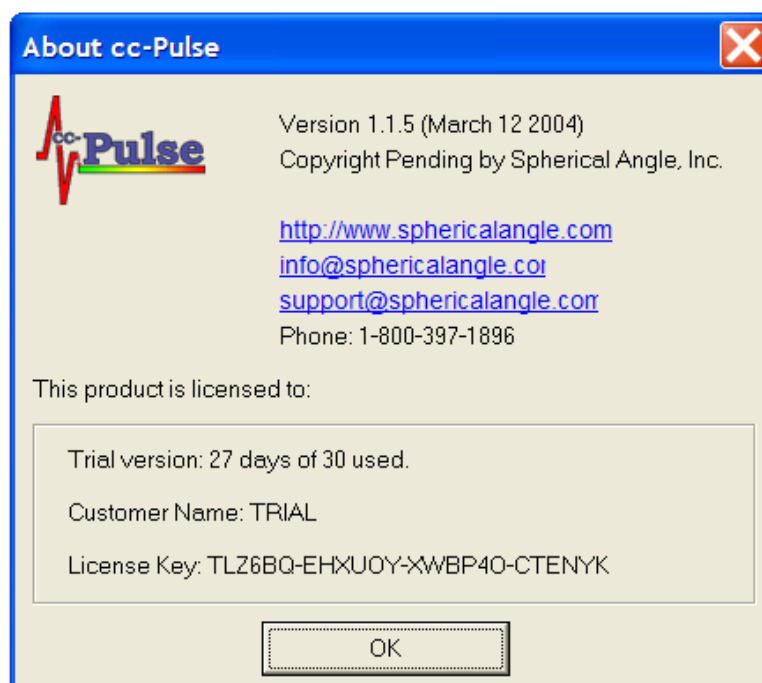 About cc-Pulse
cc-Pulse
Version 1.1.5 (March 12 2004)
Copyright Pending by Spherical Angle, Inc.
http://www.sphericalangle.com
info@sphericalangle.cor
support@sphericalangle.com
Phone: 1-800-397-1896
This product is licensed to:
Trial version: 27 days of 30 used.
Customer Name: TRIAL
License Key: TLZ6BQ-EHXUOY-XWBP4O-CTENYK
OK